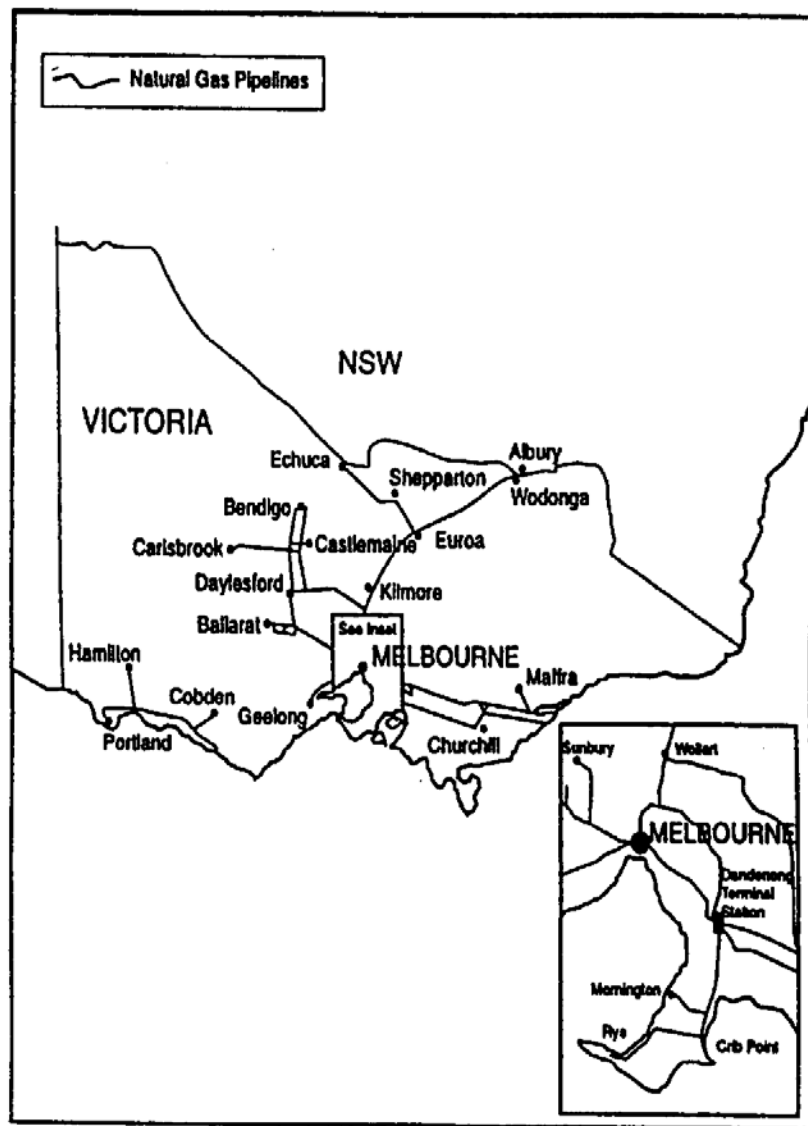 Natural Gas Pipelines
NSW
VICTORIA
Echuca
Albury
Shepparton
Wodonga
Bendigo
Carisbrook
Castlemaine
Euroa
Daylesford
Kilmore
Ballarat
See Inset
Hamilton
MELBOURNE
Maffra
Cobden
Geelong
Portland
Churchill
Sunbury
Wollert
MELBOURNE
Dandenong
Terminal
Station
Mornington
Rye
Crib Point